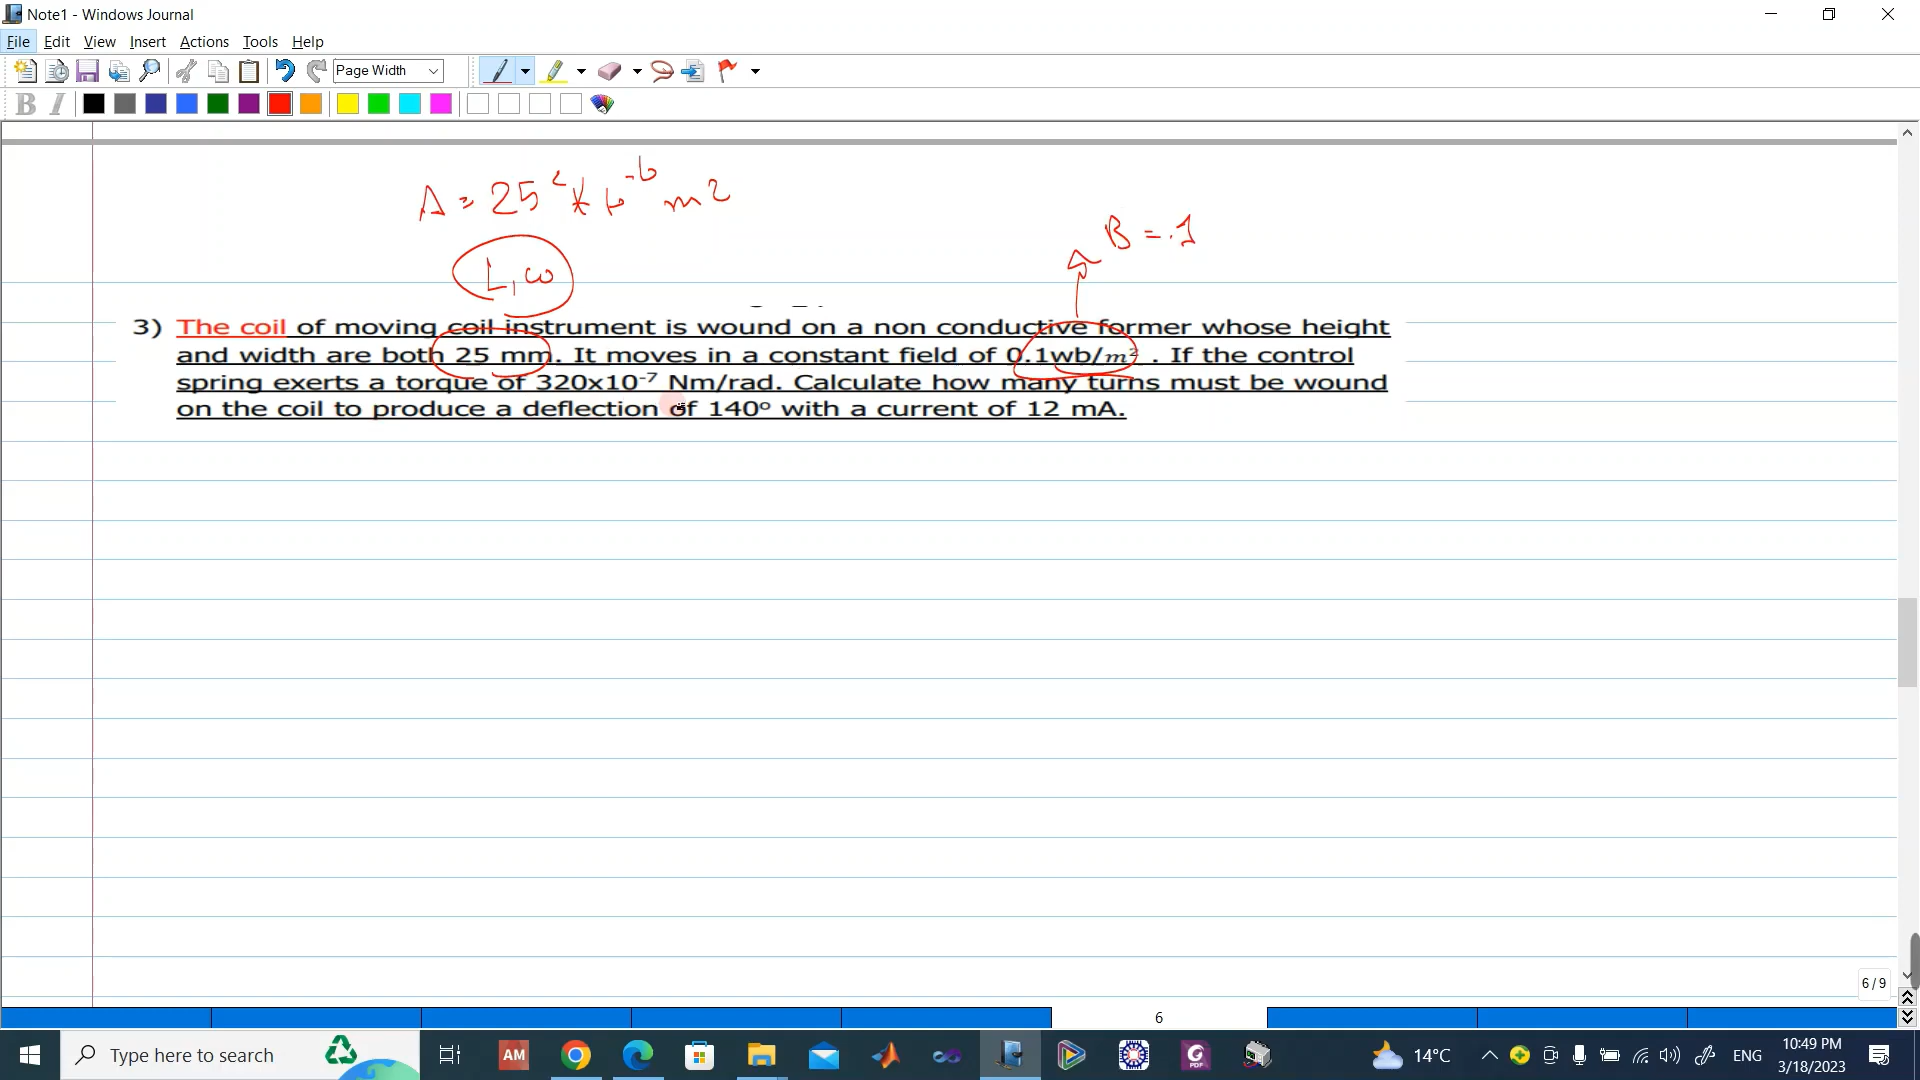 Note1 - Windows Journal
File Edit View Insert Actions Tools Help
Page Width
B I
A = 25² * 10⁻⁶ m2
B = .1
L, ω
3) The coil of moving coil instrument is wound on a non conductive former whose height
and width are both 25 mm. It moves in a constant field of 0.1wb/m² . If the control
spring exerts a torque of 320x10⁻⁷ Nm/rad. Calculate how many turns must be wound
on the coil to produce a deflection of 140º with a current of 12 mA.
6 / 9
6
Type here to search
AM
PDF
14°C
ENG
10:49 PM
3/18/2023